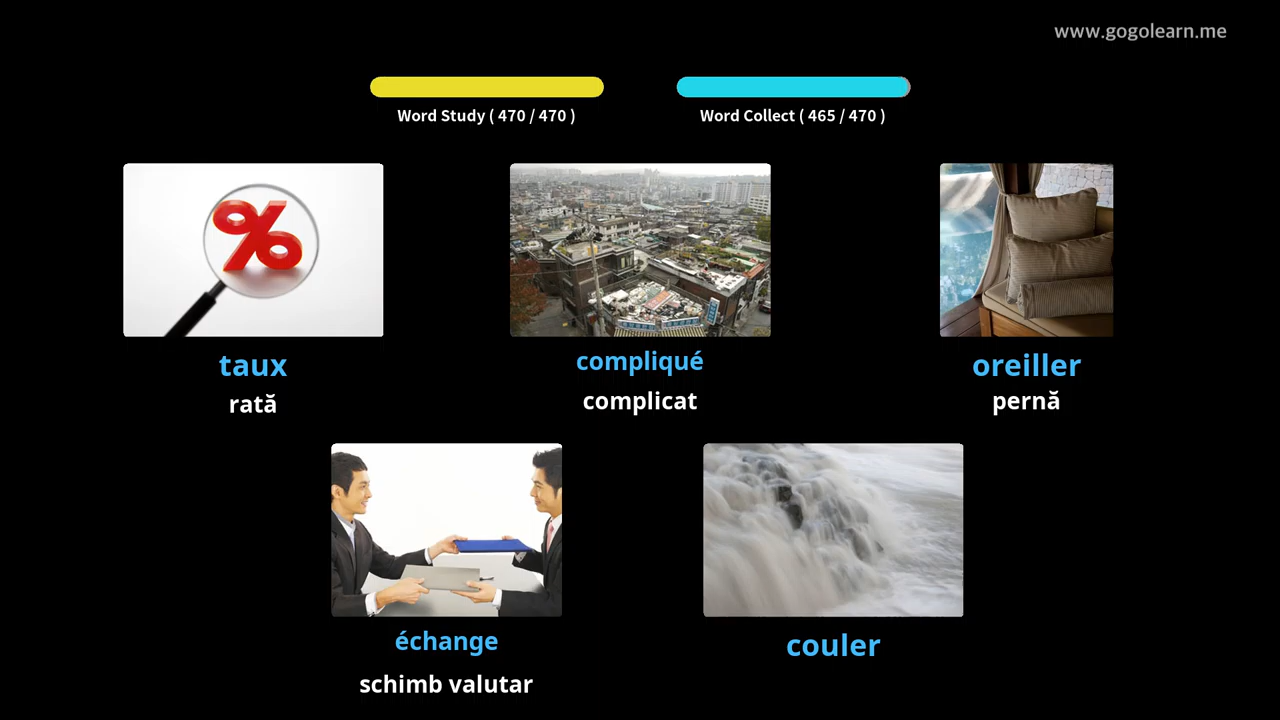 www.gogolearn.me
Word Study ( 470 / 470 )
Word Collect ( 465 / 470 )
taux
rată
compliqué
complicat
oreiller
pernă
échange
schimb valutar
couler